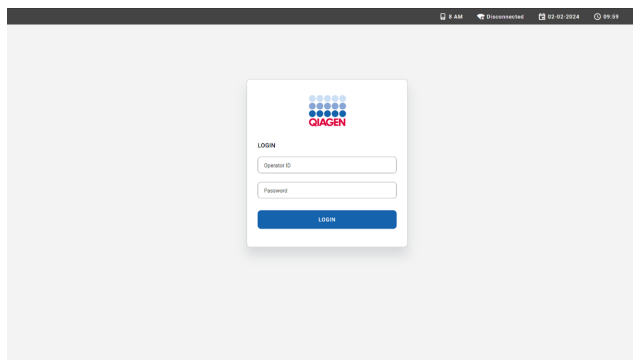 8 AM Disconnected 02-02-2024 09:59
QIAGEN
LOGIN
Operator ID
Password
LOGIN